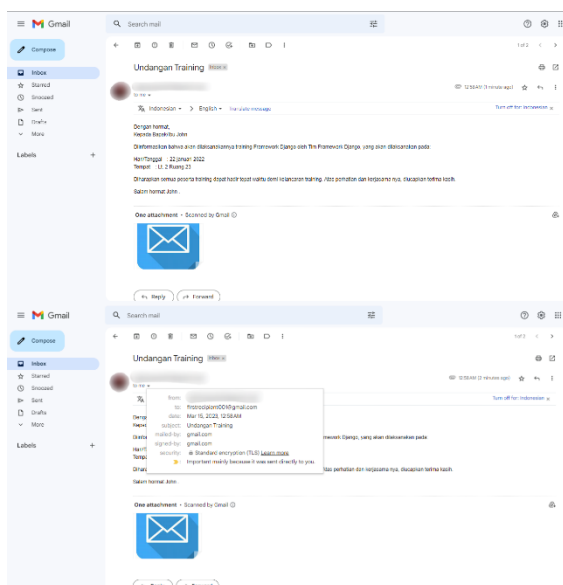 Gmail
Search mail
Compose
1 of 2
Inbox
Starred
Snoozed
Sent
Drafts
More
Labels
Undangan Training
Inbox x
12:58AM (1 minute ago)
to me
Indonesian > English Translate message
Turn off for: Indonesian x
Dengan hormat,
Kepada Bapak/Ibu John
Diinformasikan bahwa akan dilaksanakannya training Framework Django oleh Tim Framework Django, yang akan dilaksanakan pada:
Hari/Tanggal : 22 Januari 2022
Tempat : Lt. 2 Ruang 23
Diharapkan semua peserta training dapat hadir tepat waktu demi kelancaran training. Atas perhatian dan kerjasama nya, diucapkan terima kasih.
Salam hormat John .
One attachment • Scanned by Gmail
Reply
Forward
Gmail
Search mail
Compose
1 of 2
Inbox
Starred
Snoozed
Sent
Drafts
More
Labels
Undangan Training
Inbox x
12:58AM (2 minutes ago)
to me
Turn off for: Indonesian x
from:
to: firstrecipient001@gmail.com
date: Mar 15, 2023, 12:58AM
subject: Undangan Training
mailed-by: gmail.com
signed-by: gmail.com
security: Standard encryption (TLS) Learn more
Important mainly because it was sent directly to you.
Framework Django, yang akan dilaksanakan pada:
Atas perhatian dan kerjasama nya, diucapkan terima kasih.
Salam hormat John .
One attachment • Scanned by Gmail